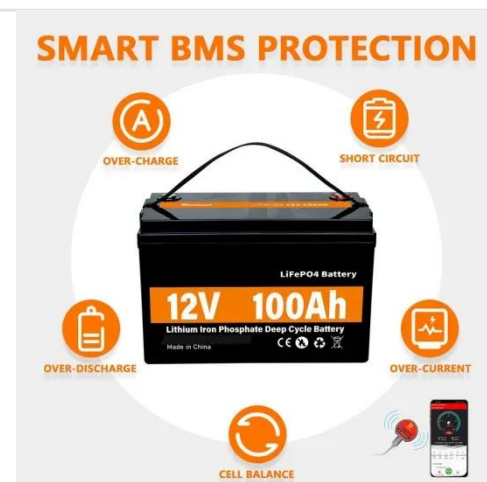 SMART BMS PROTECTION
OVER-CHARGE
SHORT CIRCUIT
LiFePO4 Battery
12V 100Ah
Lithium Iron Phosphate Deep Cycle Battery
Made in China
CE
OVER-DISCHARGE
OVER-CURRENT
CELL BALANCE